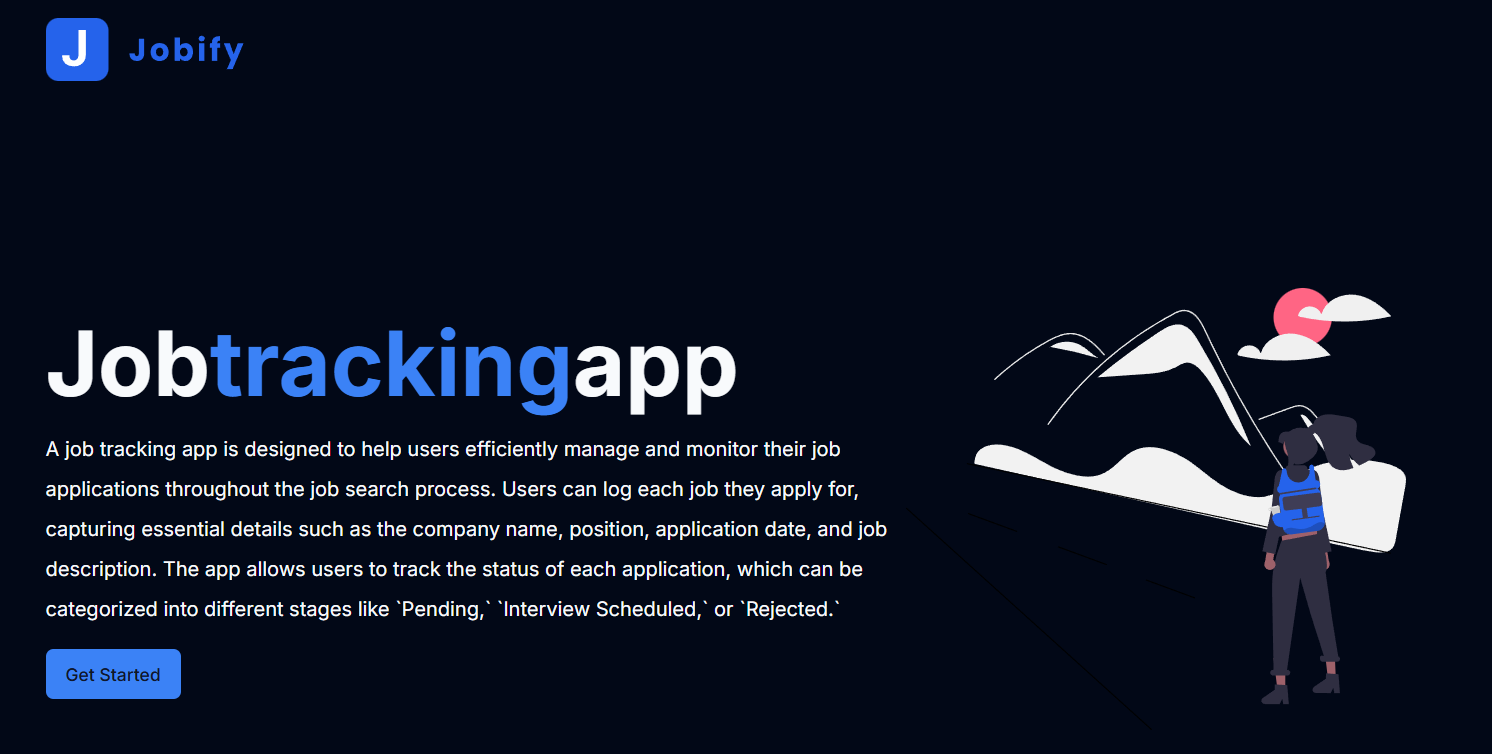 J Jobify
Jobtrackingapp
A job tracking app is designed to help users efficiently manage and monitor their job
applications throughout the job search process. Users can log each job they apply for,
capturing essential details such as the company name, position, application date, and job
description. The app allows users to track the status of each application, which can be
categorized into different stages like `Pending,` `Interview Scheduled,` or `Rejected.`
Get Started